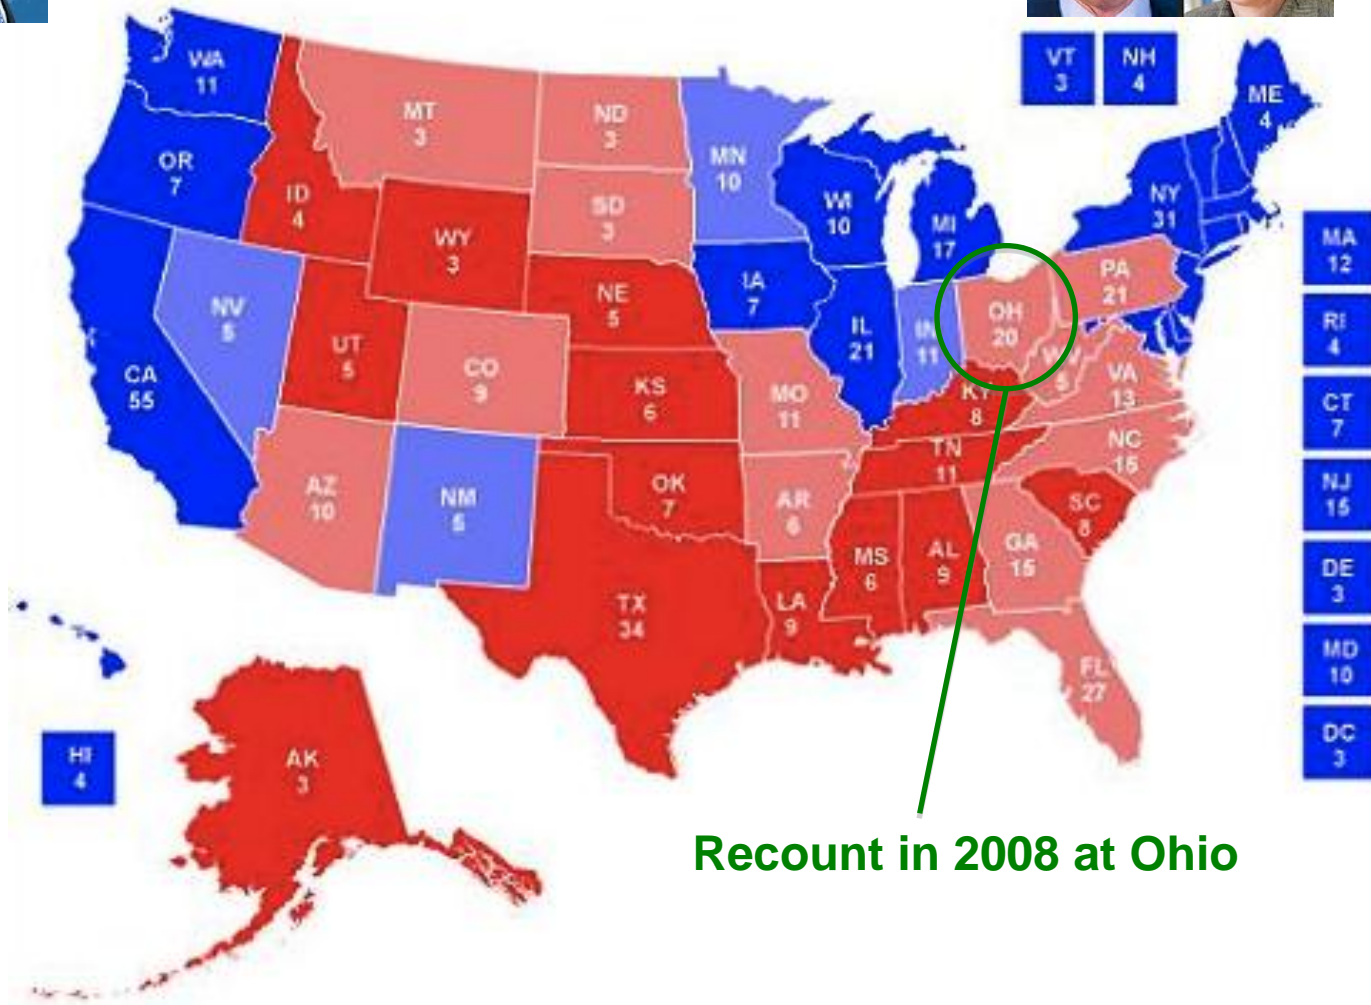 VT
3
NH
4
WA
11
ME
4
MT
3
ND
3
OR
7
MN
10
ID
4
WI
10
NY
31
SD
3
MI
17
WY
3
MA
12
PA
21
IA
7
NE
5
NV
5
OH
20
IL
21
IN
11
RI
4
UT
5
CO
9
WV
5
VA
13
CA
55
KS
6
MO
11
KY
8
CT
7
NC
15
TN
11
AZ
10
NM
5
OK
7
AR
6
SC
8
NJ
15
GA
15
MS
6
AL
9
DE
3
TX
34
LA
9
MD
10
FL
27
DC
3
HI
4
AK
3
Recount in 2008 at Ohio